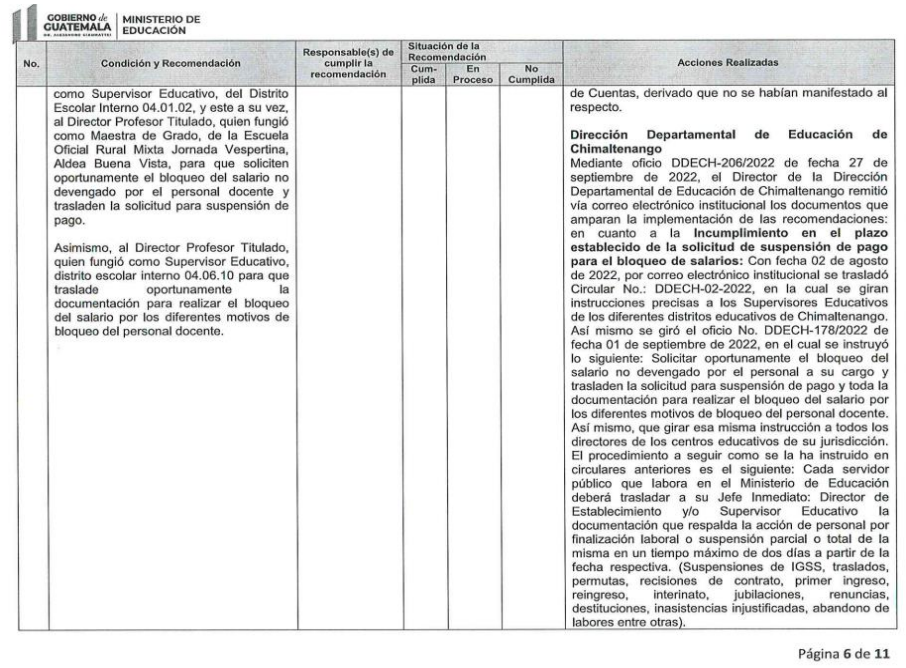 GOBIERNO de
GUATEMALA
DR. ALEJANDRO GIAMMATTEI
MINISTERIO DE
EDUCACIÓN
No.
Condición y Recomendación
Responsable(s) de
cumplir la
recomendación
Situación de la
Recomendación
Cum-
plida
En
Proceso
No
Cumplida
Acciones Realizadas
como Supervisor Educativo, del Distrito
Escolar Interno 04.01.02, y este a su vez,
al Director Profesor Titulado, quien fungió
como Maestra de Grado, de la Escuela
Oficial Rural Mixta Jornada Vespertina,
Aldea Buena Vista, para que soliciten
oportunamente el bloqueo del salario no
devengado por el personal docente y
trasladen la solicitud para suspensión de
pago.
Asimismo, al Director Profesor Titulado,
quien fungió como Supervisor Educativo,
distrito escolar interno 04.06.10 para que
traslade oportunamente la
documentación para realizar el bloqueo
del salario por los diferentes motivos de
bloqueo del personal docente.
de Cuentas, derivado que no se habían manifestado al
respecto.
Dirección Departamental de Educación de
Chimaltenango
Mediante oficio DDECH-206/2022 de fecha 27 de
septiembre de 2022, el Director de la Dirección
Departamental de Educación de Chimaltenango remitió
vía correo electrónico institucional los documentos que
amparan la implementación de las recomendaciones:
en cuanto a la Incumplimiento en el plazo
establecido de la solicitud de suspensión de pago
para el bloqueo de salarios: Con fecha 02 de agosto
de 2022, por correo electrónico institucional se trasladó
Circular No.: DDECH-02-2022, en la cual se giran
instrucciones precisas a los Supervisores Educativos
de los diferentes distritos educativos de Chimaltenango.
Así mismo se giró el oficio No. DDECH-178/2022 de
fecha 01 de septiembre de 2022, en el cual se instruyó
lo siguiente: Solicitar oportunamente el bloqueo del
salario no devengado por el personal a su cargo y
trasladen la solicitud para suspensión de pago y toda la
documentación para realizar el bloqueo del salario por
los diferentes motivos de bloqueo del personal docente.
Así mismo, que girar esa misma instrucción a todos los
directores de los centros educativos de su jurisdicción.
El procedimiento a seguir como se la ha instruido en
circulares anteriores es el siguiente: Cada servidor
público que labora en el Ministerio de Educación
deberá trasladar a su Jefe Inmediato: Director de
Establecimiento y/o Supervisor Educativo la
documentación que respalda la acción de personal por
finalización laboral o suspensión parcial o total de la
misma en un tiempo máximo de dos días a partir de la
fecha respectiva. (Suspensiones de IGSS, traslados,
permutas, recisiones de contrato, primer ingreso,
reingreso, interinato, jubilaciones, renuncias,
destituciones, inasistencias injustificadas, abandono de
labores entre otras).
Página 6 de 11